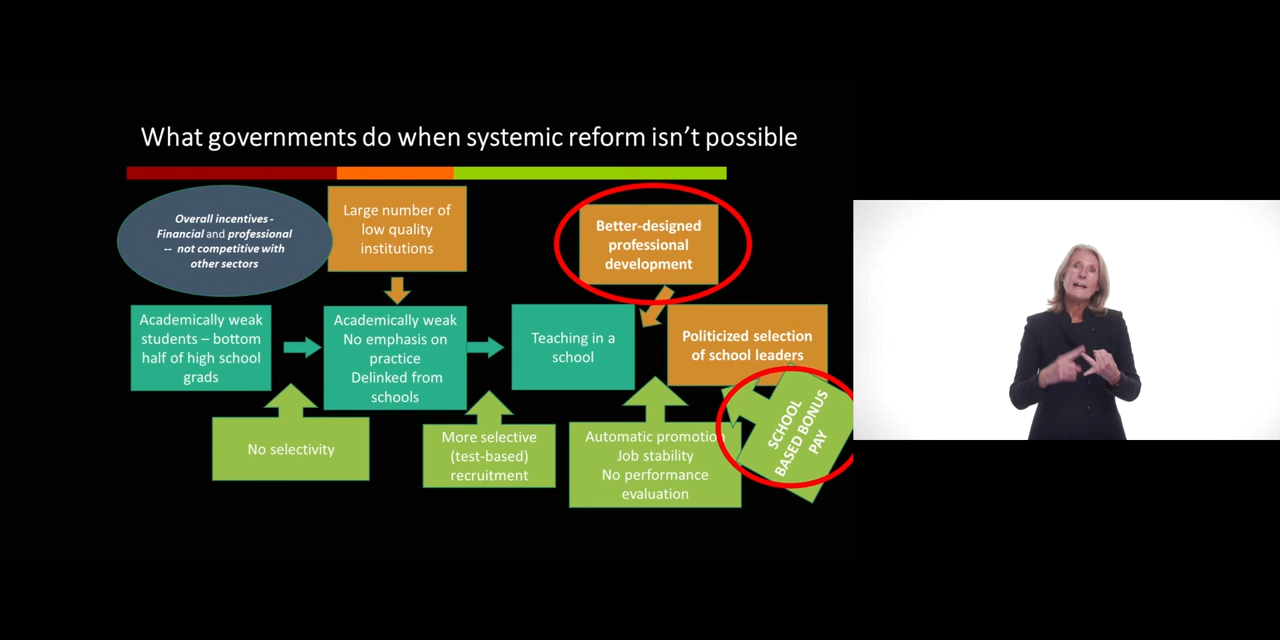 What governments do when systemic reform isn't possible
Overall incentives -
Financial and professional
-- not competitive with
other sectors
Large number of
low quality
institutions
Better-designed
professional
development
Academically weak
students – bottom
half of high school
grads
Academically weak
No emphasis on
practice
Delinked from
schools
Teaching in a
school
Politicized selection
of school leaders
No selectivity
More selective
(test-based)
recruitment
Automatic promotion
Job stability
No performance
evaluation
SCHOOL
BASED BONUS
PAY